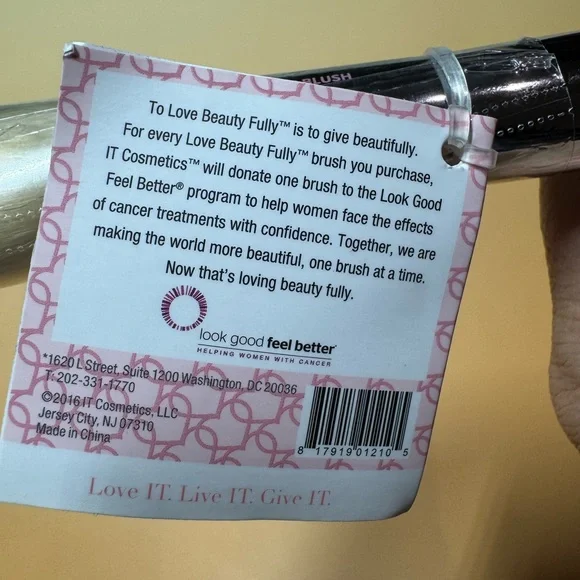 BLUSH
To Love Beauty Fully™ is to give beautifully.
For every Love Beauty Fully™ brush you purchase,
IT Cosmetics™ will donate one brush to the Look Good
Feel Better® program to help women face the effects
of cancer treatments with confidence. Together, we are
making the world more beautiful, one brush at a time.
Now that's loving beauty fully.
look good feel better®
HELPING WOMEN WITH CANCER
*1620 L Street, Suite 1200 Washington, DC 20036
T: 202-331-1770
©2016 IT Cosmetics, LLC
Jersey City, NJ 07310
Made in China
8 17919 01210 5
Love IT. Live IT. Give IT.